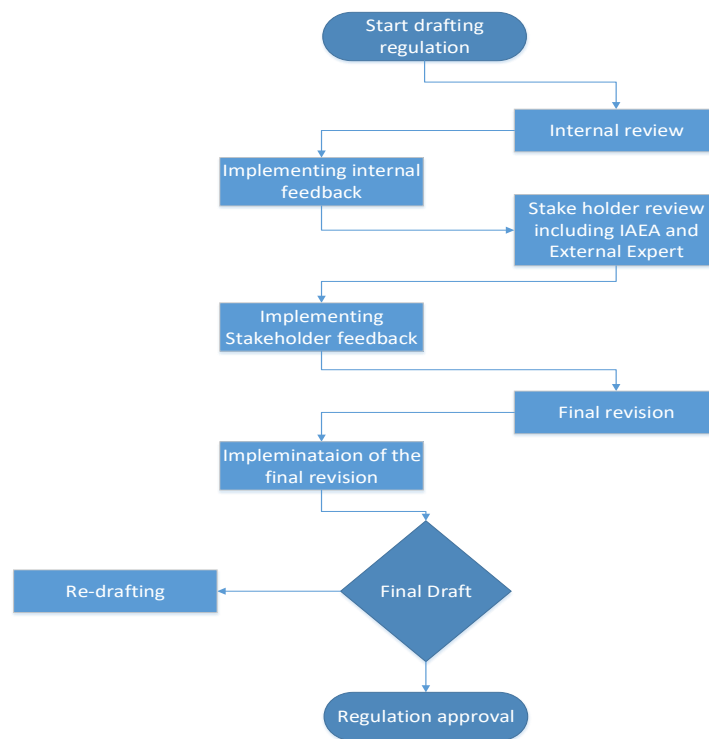 Start drafting
regulation
Internal review
Implementing internal
feedback
Stake holder review
including IAEA and
External Expert
Implementing
Stakeholder feedback
Final revision
Impleminataion of the
final revision
Final Draft
Re-drafting
Regulation approval